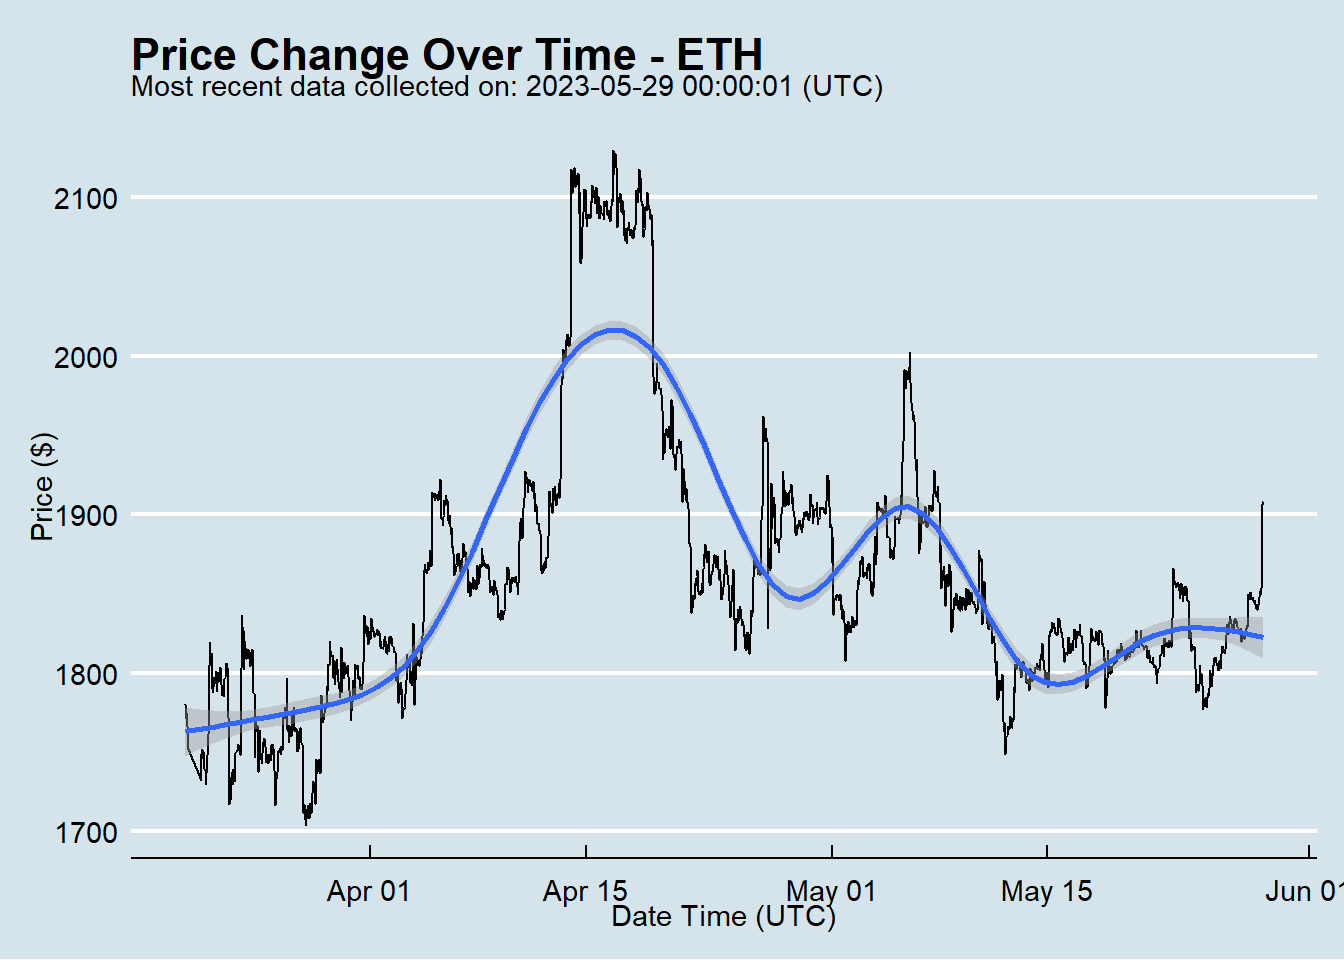 Price Change Over Time - ETH
Most recent data collected on: 2023-05-29 00:00:01 (UTC)
Price ($)
2100
2000
1900
1800
1700
Apr 01 Apr 15 May 01 May 15 Jun 01
Date Time (UTC)